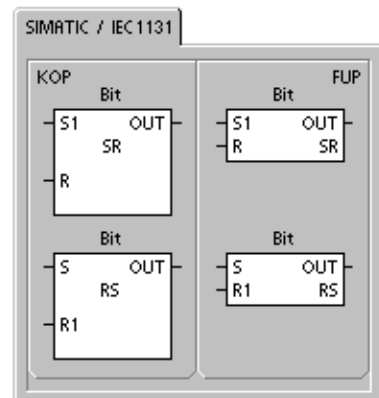 SIMATIC / IEC1131
KOP
FUP
Bit
S1 OUT
SR
R
Bit
S OUT
RS
R1
Bit
S1 OUT
R SR
Bit
S OUT
R1 RS